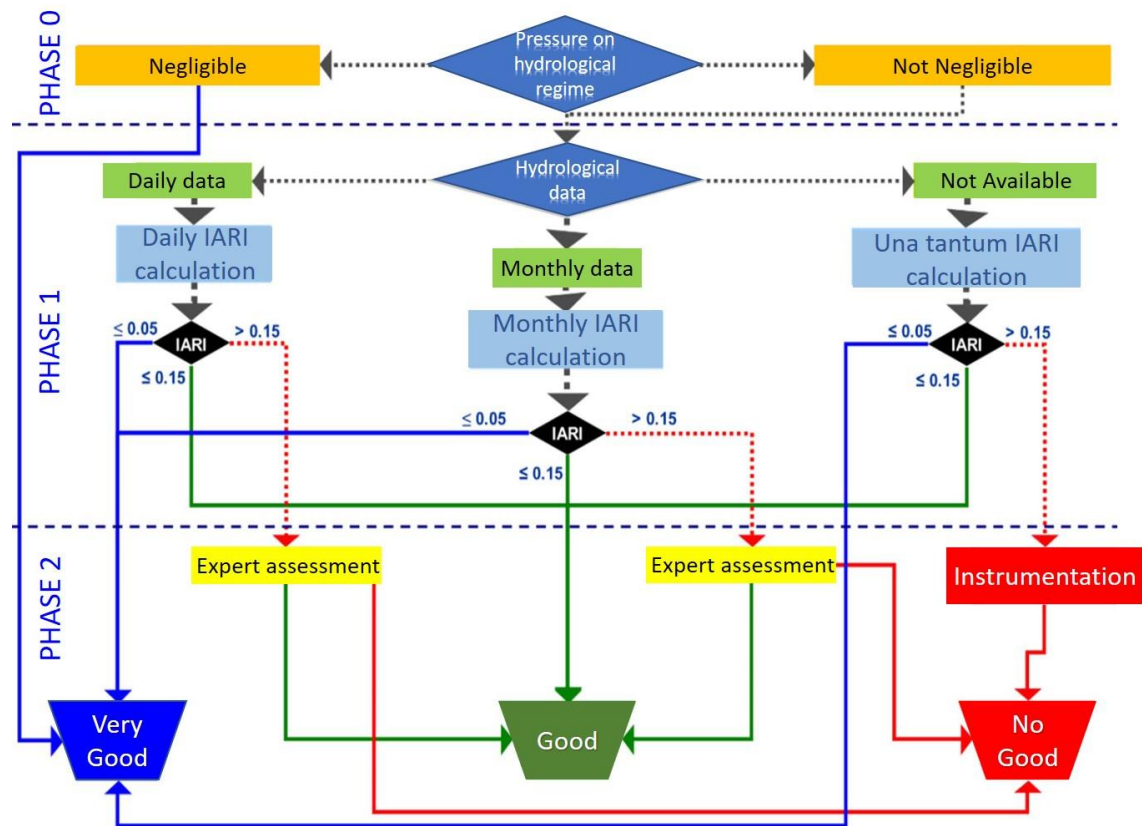 PHASE 0
Negligible
Pressure on
hydrological
regime
Not Negligible
PHASE 1
Daily data
Hydrological
data
Not Available
Daily IARI
calculation
Monthly data
Una tantum IARI
calculation
Monthly IARI
calculation
≤ 0.05
IARI
> 0.15
≤ 0.15
≤ 0.05
IARI
> 0.15
≤ 0.15
≤ 0.05
IARI
> 0.15
≤ 0.15
PHASE 2
Expert assessment
Expert assessment
Instrumentation
Very
Good
Good
No
Good